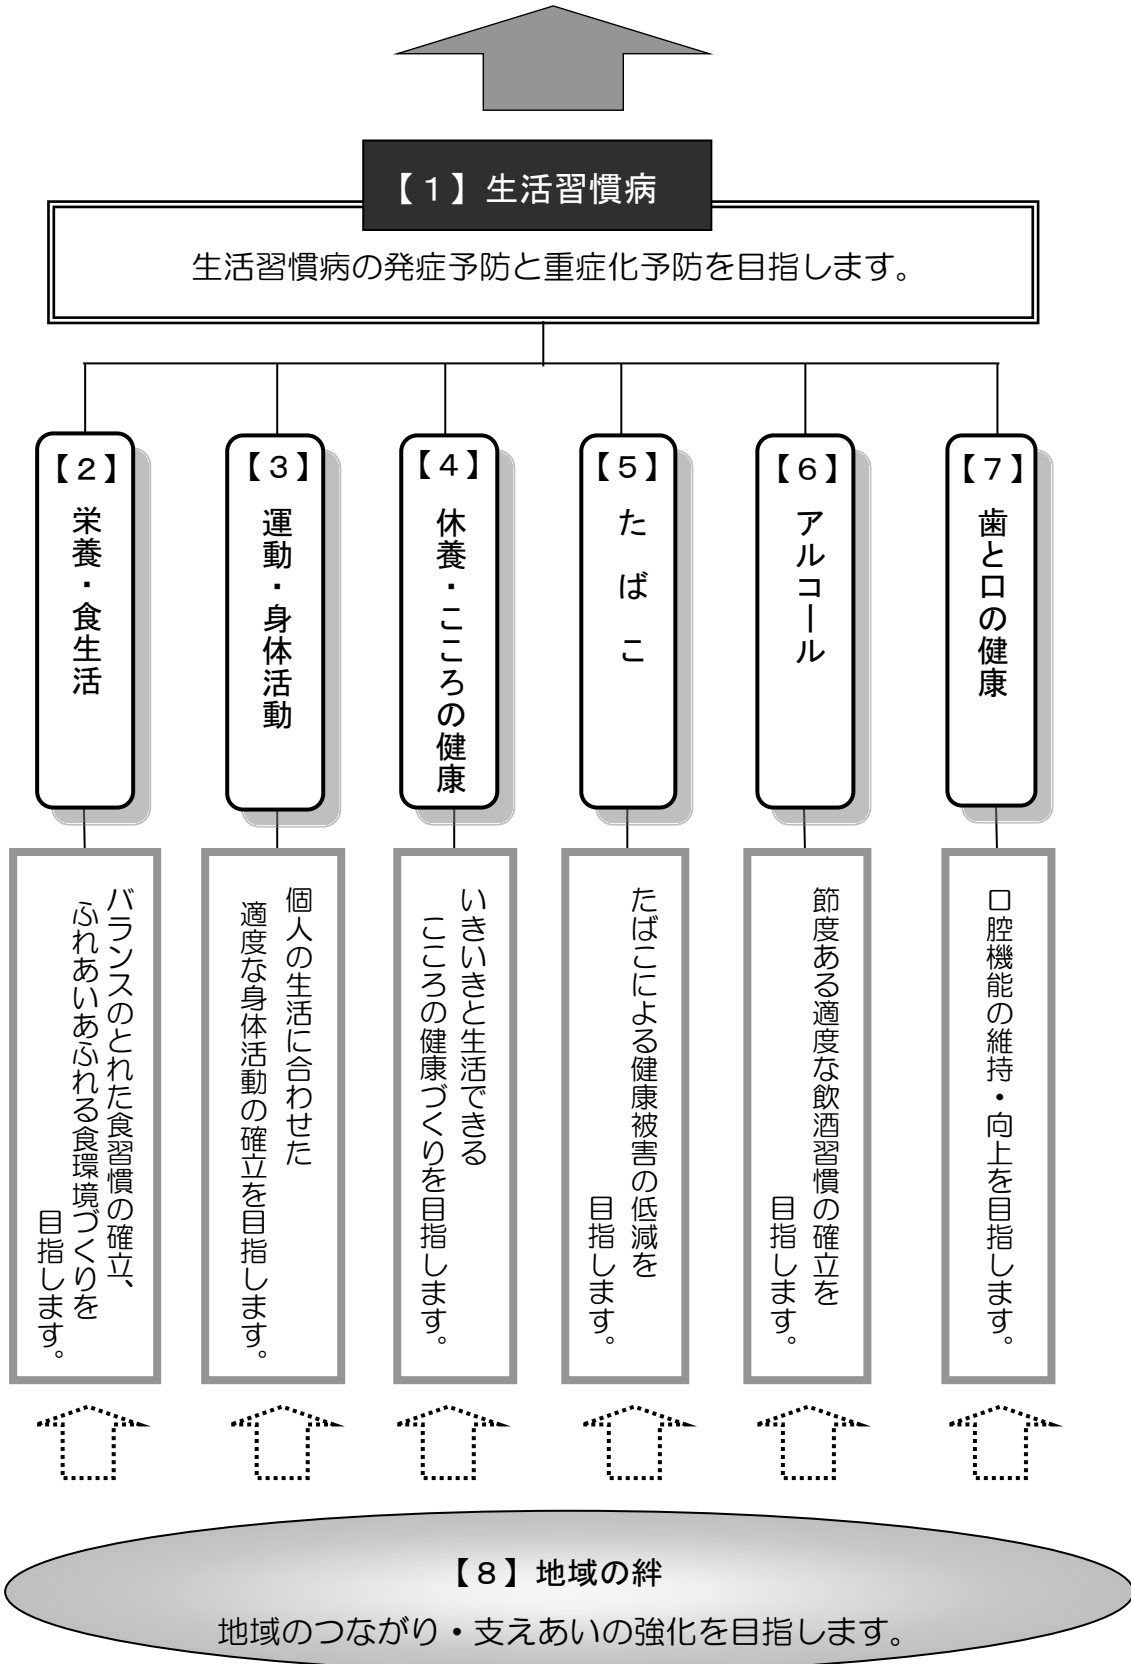 【１】生活習慣病
生活習慣病の発症予防と重症化予防を目指します。
【２】
栄養・食生活
【３】
運動・身体活動
【４】
休養・こころの健康
【５】
たばこ
【６】
アルコール
【７】
歯と口の健康
バランスのとれた食習慣の確立、
ふれあいあふれる食環境づくりを
目指します。
個人の生活に合わせた
適度な身体活動の確立を目指します。
いきいきと生活できる
こころの健康づくりを目指します。
たばこによる健康被害の低減を
目指します。
節度ある適度な飲酒習慣の確立を
目指します。
口腔機能の維持・向上を目指します。
【８】地域の絆
地域のつながり・支えあいの強化を目指します。